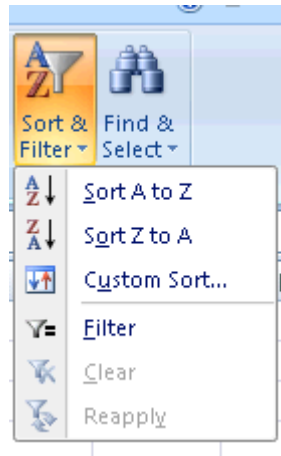 Sort & Find &
Filter Select
Sort A to Z
Sort Z to A
Custom Sort...
Filter
Clear
Reapply